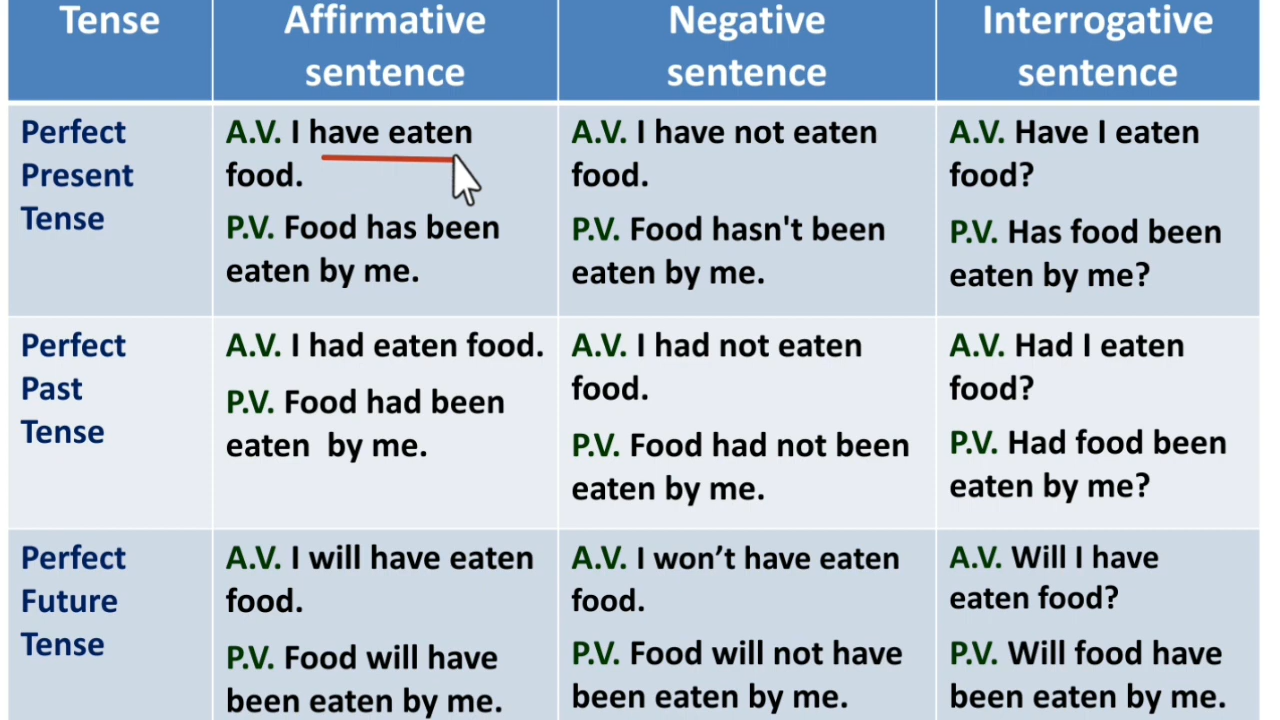 Tense
Affirmative
sentence
Negative
sentence
Interrogative
sentence
Perfect
Present
Tense
A.V. I have eaten
food.
P.V. Food has been
eaten by me.
A.V. I have not eaten
food.
P.V. Food hasn't been
eaten by me.
A.V. Have I eaten
food?
P.V. Has food been
eaten by me?
Perfect
Past
Tense
A.V. I had eaten food.
P.V. Food had been
eaten  by me.
A.V. I had not eaten
food.
P.V. Food had not been
eaten by me.
A.V. Had I eaten
food?
P.V. Had food been
eaten by me?
Perfect
Future
Tense
A.V. I will have eaten
food.
P.V. Food will have
been eaten by me.
A.V. I won’t have eaten
food.
P.V. Food will not have
been eaten by me.
A.V. Will I have
eaten food?
P.V. Will food have
been eaten by me.